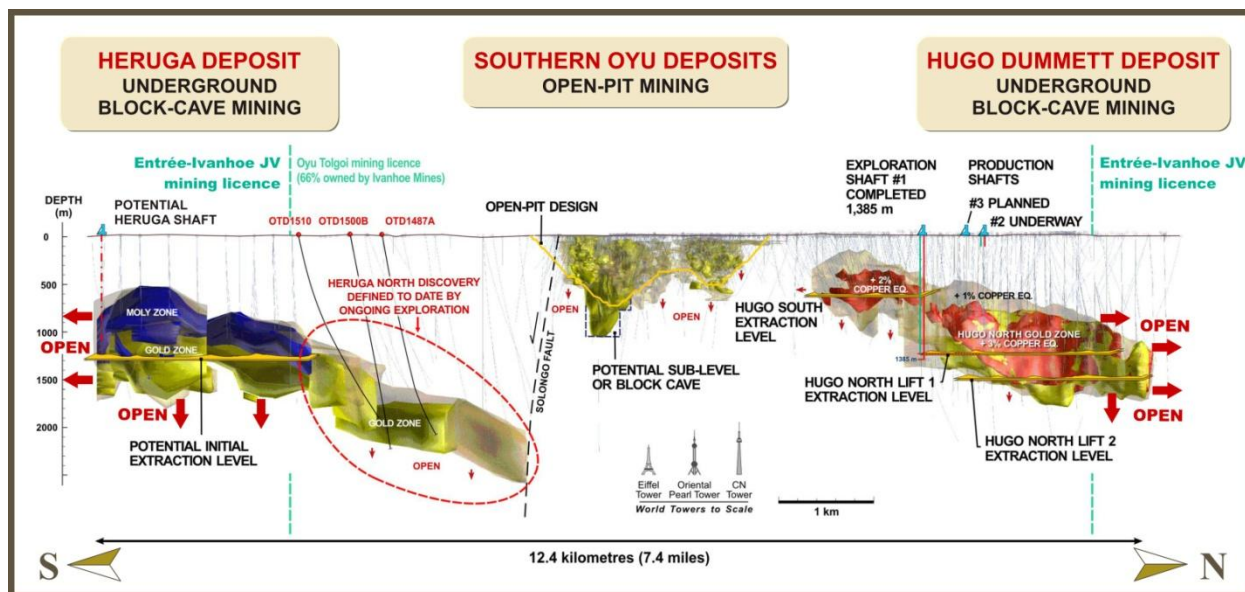 HERUGA DEPOSIT
UNDERGROUND
BLOCK-CAVE MINING
SOUTHERN OYU DEPOSITS
OPEN-PIT MINING
HUGO DUMMETT DEPOSIT
UNDERGROUND
BLOCK-CAVE MINING
Entrée-Ivanhoe JV
mining licence
Oyu Tolgoi mining licence
(66% owned by Ivanhoe Mines)
EXPLORATION
SHAFT #1
COMPLETED
1,385 m
PRODUCTION
SHAFTS
#3 PLANNED
#2 UNDERWAY
Entrée-Ivanhoe JV
mining licence
DEPTH
(m)
0
500
1000
1500
2000
POTENTIAL
HERUGA SHAFT
OTD1510
OTD1500B
OTD1487A
OPEN-PIT DESIGN
HERUGA NORTH DISCOVERY
DEFINED TO DATE BY
ONGOING EXPLORATION
MOLY ZONE
GOLD ZONE
OPEN
OPEN
POTENTIAL INITIAL
EXTRACTION LEVEL
GOLD ZONE
OPEN
SOLONGO FAULT
OPEN
OPEN
POTENTIAL SUB-LEVEL
OR BLOCK CAVE
HUGO SOUTH
EXTRACTION
LEVEL
+ 2%
COPPER EQ.
+ 1% COPPER EQ.
HUGO NORTH GOLD ZONE
+ 3% COPPER EQ.
1385 m
OPEN
OPEN
HUGO NORTH LIFT 1
EXTRACTION LEVEL
HUGO NORTH LIFT 2
EXTRACTION LEVEL
Eiffel
Tower
Oriental
Pearl Tower
CN
Tower
World Towers to Scale
1 km
S
12.4 kilometres (7.4 miles)
N